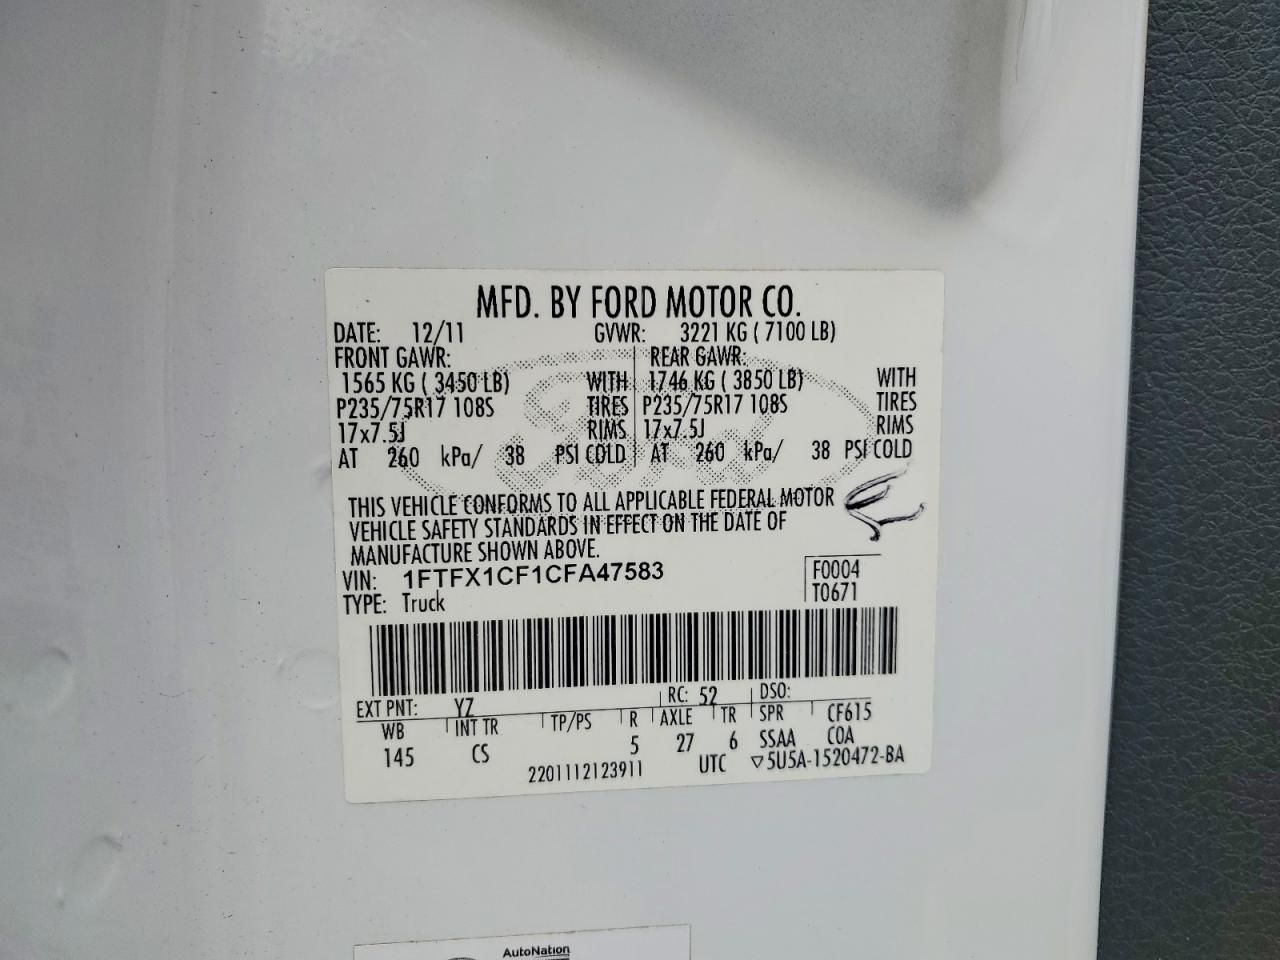 MFD. BY FORD MOTOR CO.
DATE: 12/11 GVWR: 3221 KG ( 7100 LB)
FRONT GAWR: REAR GAWR:
1565 KG ( 3450 LB) WITH 1746 KG ( 3850 LB) WITH
P235/75R17 108S TIRES P235/75R17 108S TIRES
17x7.5J RIMS 17x7.5J RIMS
AT 260 kPa/ 38 PSI COLD AT 260 kPa/ 38 PSI COLD
THIS VEHICLE CONFORMS TO ALL APPLICABLE FEDERAL MOTOR
VEHICLE SAFETY STANDARDS IN EFFECT ON THE DATE OF
MANUFACTURE SHOWN ABOVE.
VIN: 1FTFX1CF1CFA47583 F0004
TYPE: Truck T0671
EXT PNT: YZ RC: 52 DSO:
WB INT TR TP/PS R AXLE TR SPR CF615
145 CS 5 27 6 SSAA COA
2201112123911 UTC ▽5U5A-1520472-BA
AutoNation